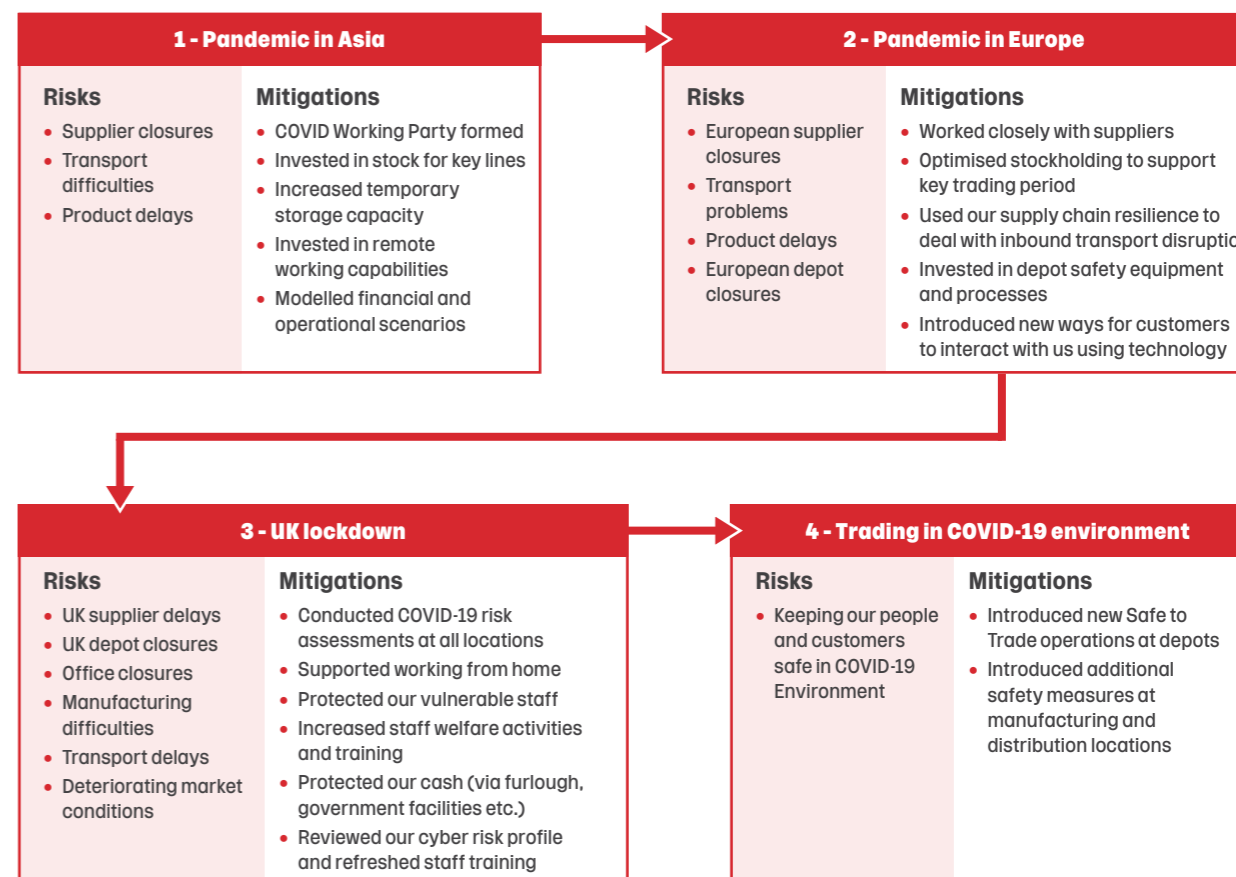 1 - Pandemic in Asia
Risks
• Supplier closures
• Transport
difficulties
• Product delays
Mitigations
• COVID Working Party formed
• Invested in stock for key lines
• Increased temporary
storage capacity
• Invested in remote
working capabilities
• Modelled financial and
operational scenarios
2 - Pandemic in Europe
Risks
• European supplier
closures
• Transport
problems
• Product delays
• European depot
closures
Mitigations
• Worked closely with suppliers
• Optimised stockholding to support
key trading period
• Used our supply chain resilience to
deal with inbound transport disruptio
• Invested in depot safety equipment
and processes
• Introduced new ways for customers
to interact with us using technology
3 - UK lockdown
Risks
• UK supplier delays
• UK depot closures
• Office closures
• Manufacturing
difficulties
• Transport delays
• Deteriorating market
conditions
Mitigations
• Conducted COVID-19 risk
assessments at all locations
• Supported working from home
• Protected our vulnerable staff
• Increased staff welfare activities
and training
• Protected our cash (via furlough,
government facilities etc.)
• Reviewed our cyber risk profile
and refreshed staff training
4 - Trading in COVID-19 environment
Risks
• Keeping our people
and customers
safe in COVID-19
Environment
Mitigations
• Introduced new Safe to
Trade operations at depots
• Introduced additional
safety measures at
manufacturing and
distribution locations